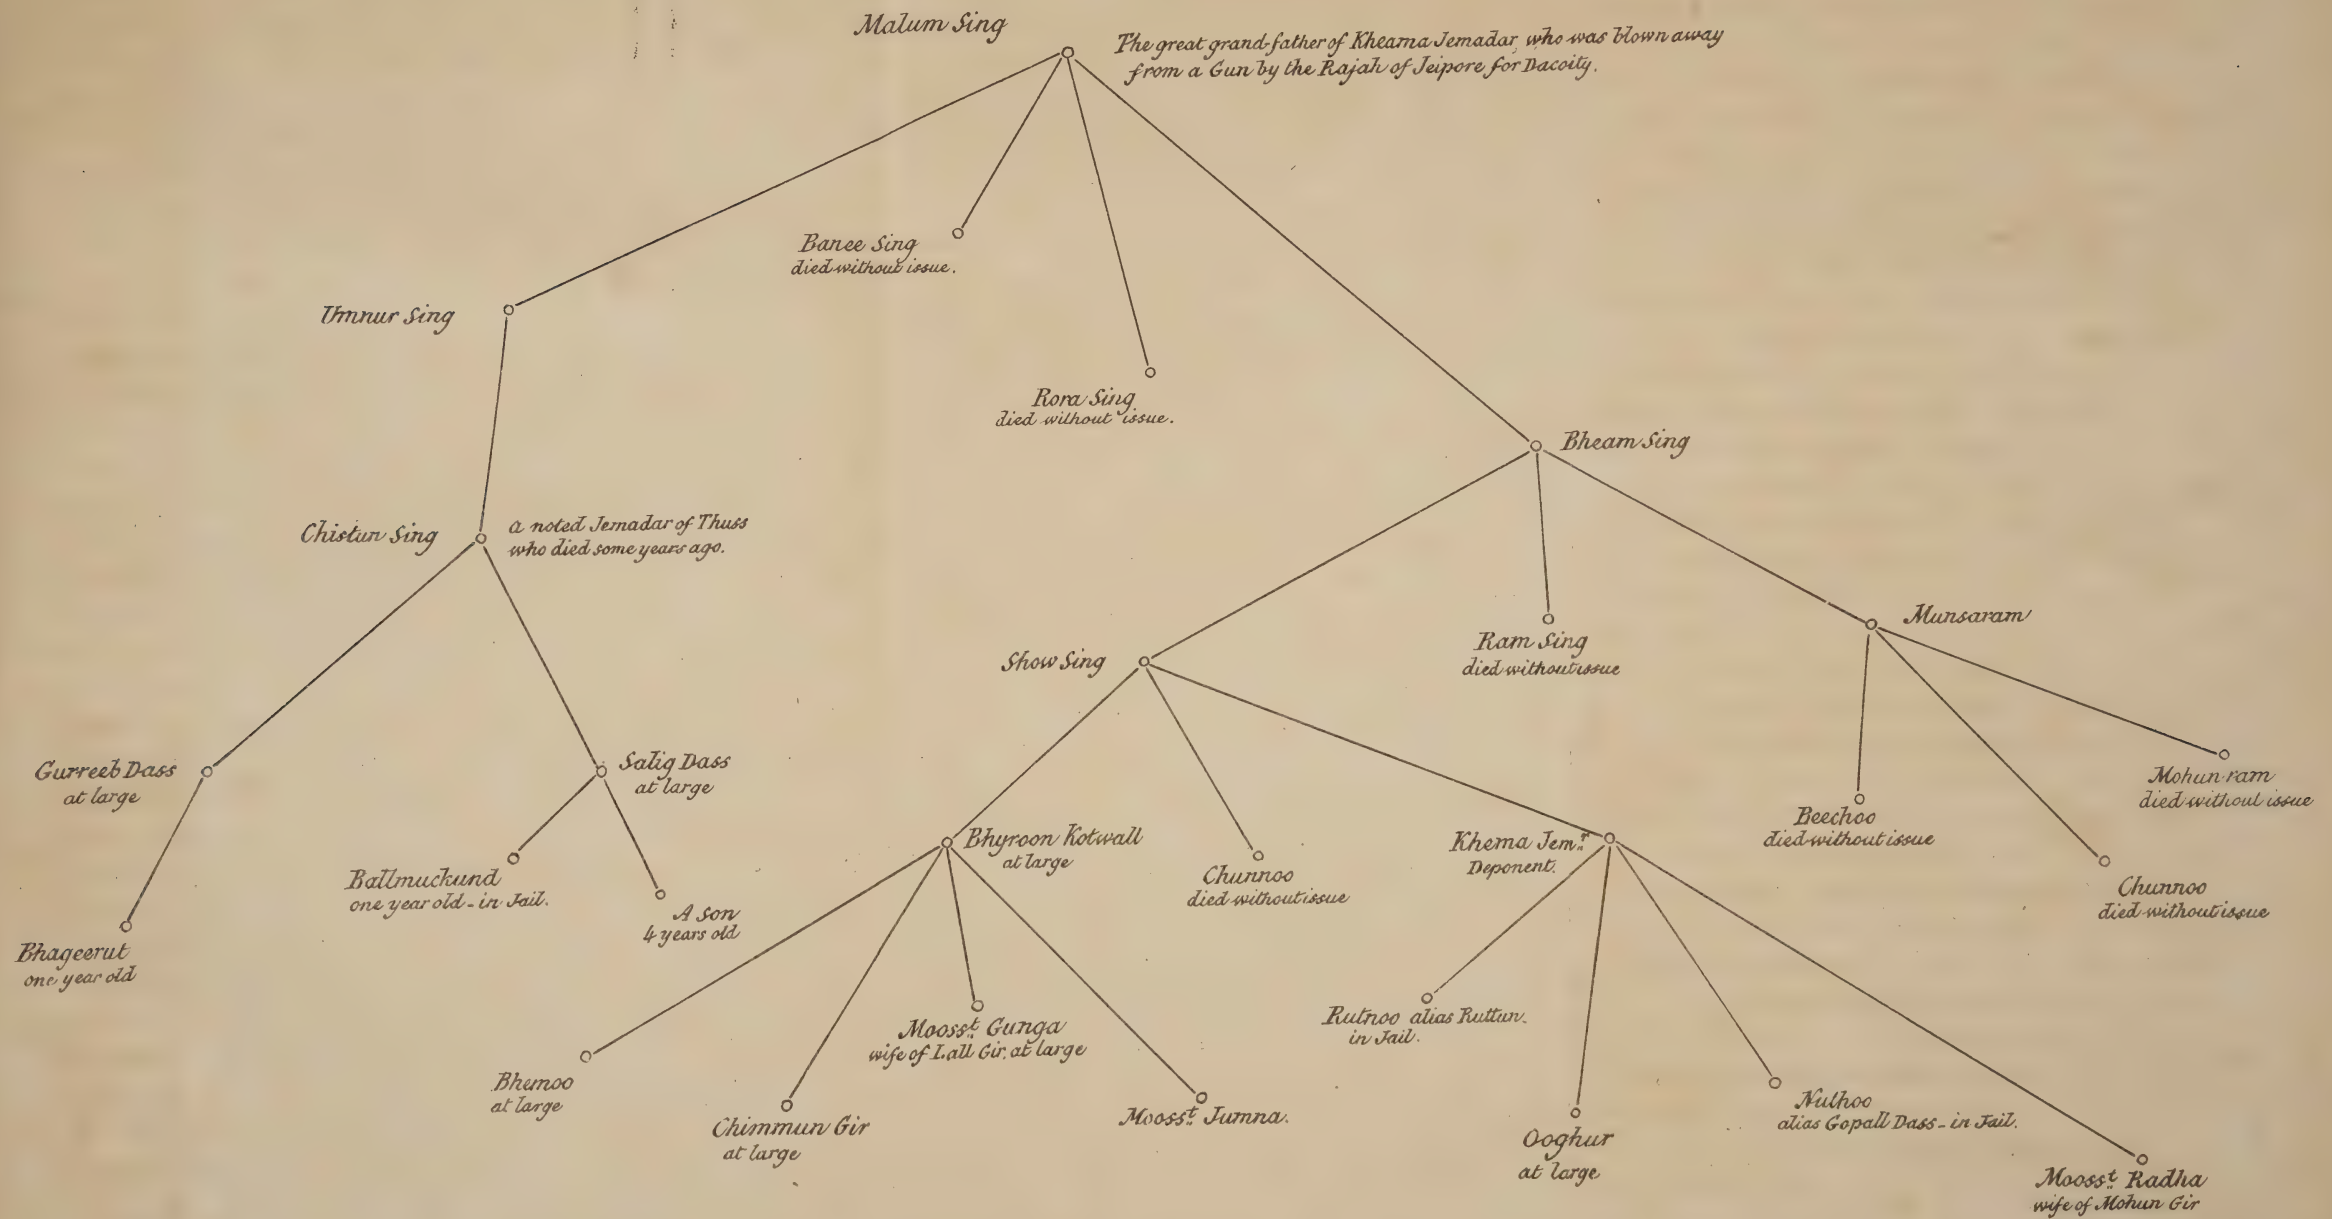 Malum Sing
The great grand-father of Kheama Jemadar, who was blown away
from a Gun by the Rajah of Jeipore for Dacoity.
Banee Sing
died without issue.
Umnur Sing
Rora Sing
died without issue.
Bheam Sing
Chistun Sing
a noted Jemadar of Thuss
who died some years ago.
Show Sing
Ram Sing
died without issue
Munsaram
Gurreeb Dass
at large
Salig Dass
at large
Mohun ram
died without issue
Beechoo
died without issue
Bhyroon Kotwall
at large
Khema Jemr.
Deponent.
Chunnoo
died without issue
Chunnoo
died without issue
Ballmuckund
one year old - in Jail.
A son
4 years old
Bhageerut
one year old
Moosst. Gunga
wife of Lall Gir. at large
Rutnoo alias Ruttun.
in Jail.
Bhemoo
at large
Chimmun Gir
at large
Moosst. Jumna.
Ooghur
at large
Nuthoo
alias Gopall Dass - in Jail.
Moosst. Radha
wife of Mohun Gir